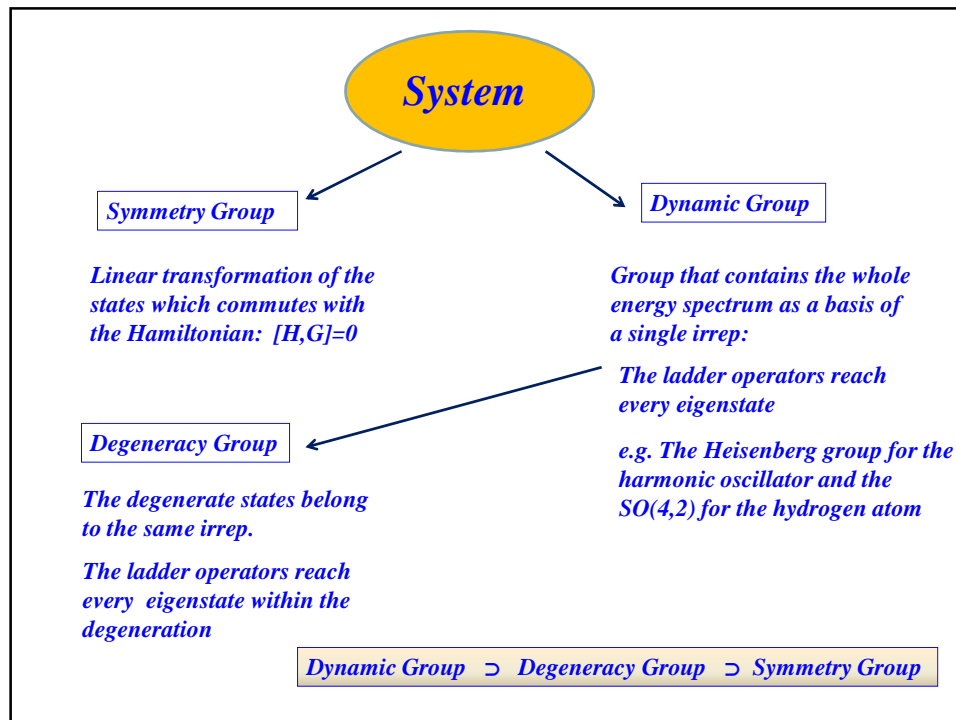 System
Symmetry Group
Linear transformation of the
states which commutes with
the Hamiltonian: [H,G]=0
Dynamic Group
Group that contains the whole
energy spectrum as a basis of
a single irrep:
The ladder operators reach
every eigenstate
e.g. The Heisenberg group for the
harmonic oscillator and the
SO(4,2) for the hydrogen atom
Degeneracy Group
The degenerate states belong
to the same irrep.
The ladder operators reach
every eigenstate within the
degeneration
Dynamic Group ⊃ Degeneracy Group ⊃ Symmetry Group